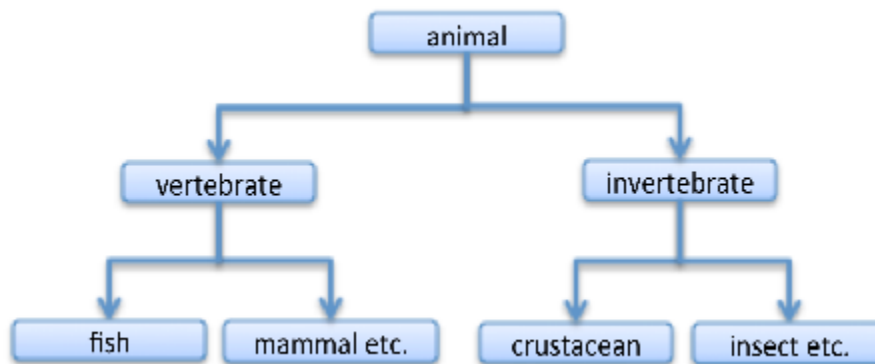 animal
vertebrate
invertebrate
fish
mammal etc.
crustacean
insect etc.